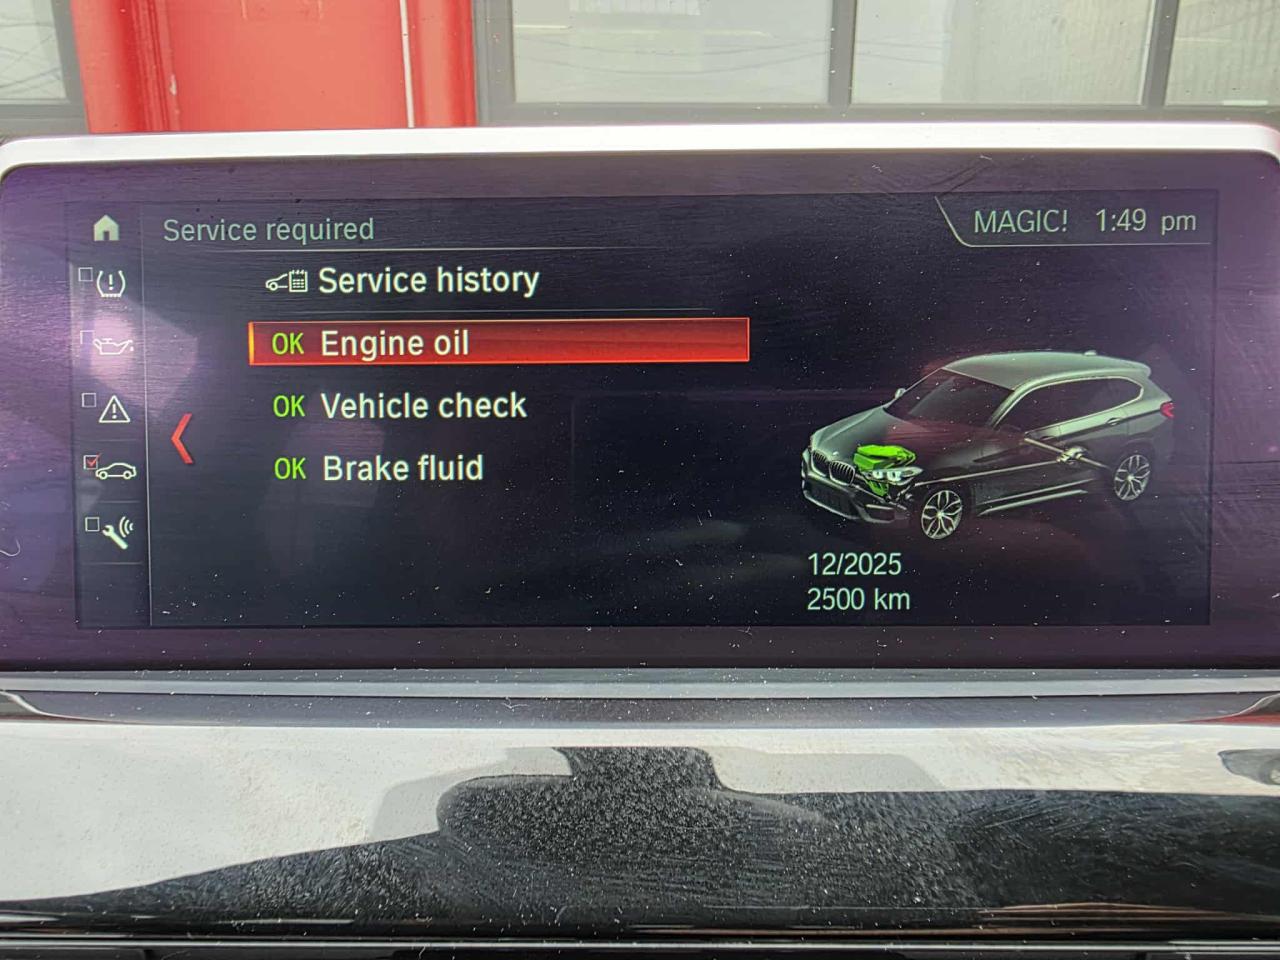 Service required
MAGIC! 1:49 pm
Service history
OK Engine oil
OK Vehicle check
OK Brake fluid
12/2025
2500 km